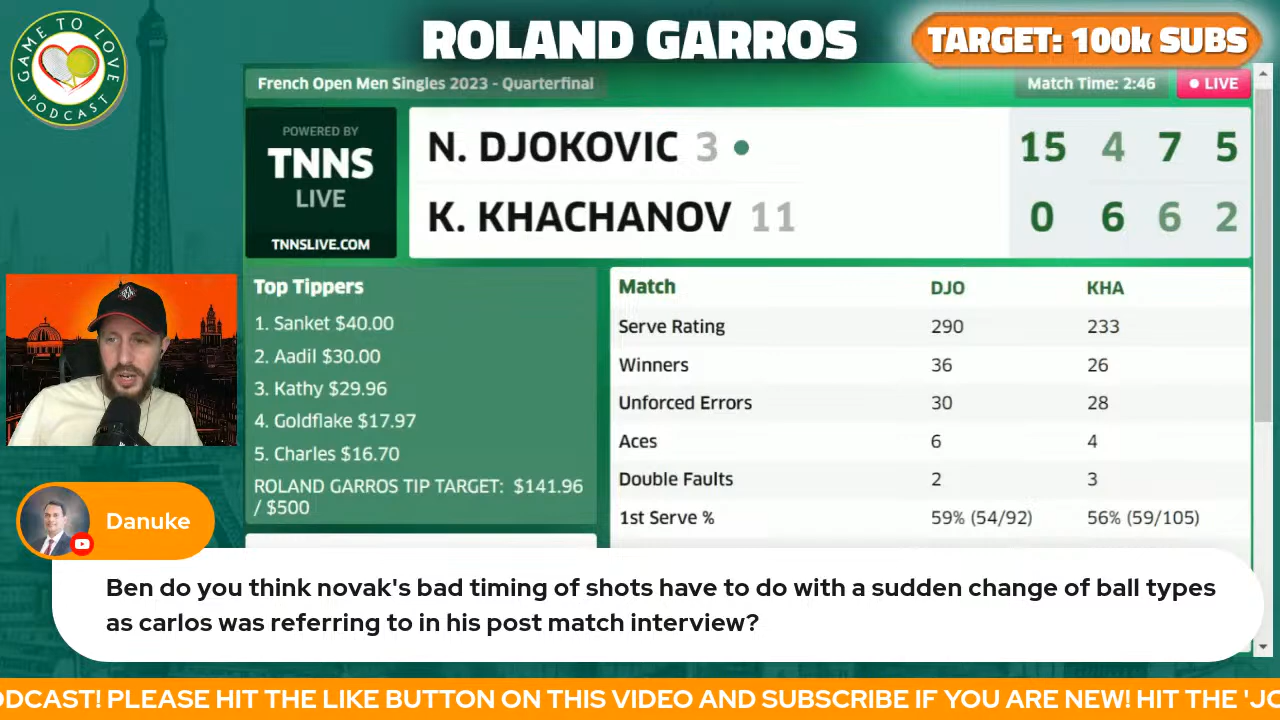 GAME TO LOVE
PODCAST
ROLAND GARROS
TARGET: 100k SUBS
French Open Men Singles 2023 - Quarterfinal
Match Time: 2:46
LIVE
POWERED BY
TNNS
LIVE
TNNSLIVE.COM
N. DJOKOVIC 3 15 4 7 5
K. KHACHANOV 11 0 6 6 2
Top Tippers
1. Sanket $40.00
2. Aadil $30.00
3. Kathy $29.96
4. Goldflake $17.97
5. Charles $16.70
ROLAND GARROS TIP TARGET: $141.96
/ $500
Match DJO KHA
Serve Rating 290 233
Winners 36 26
Unforced Errors 30 28
Aces 6 4
Double Faults 2 3
1st Serve % 59% (54/92) 56% (59/105)
Danuke
Ben do you think novak's bad timing of shots have to do with a sudden change of ball types
as carlos was referring to in his post match interview?
ODCAST! PLEASE HIT THE LIKE BUTTON ON THIS VIDEO AND SUBSCRIBE IF YOU ARE NEW! HIT THE 'JO